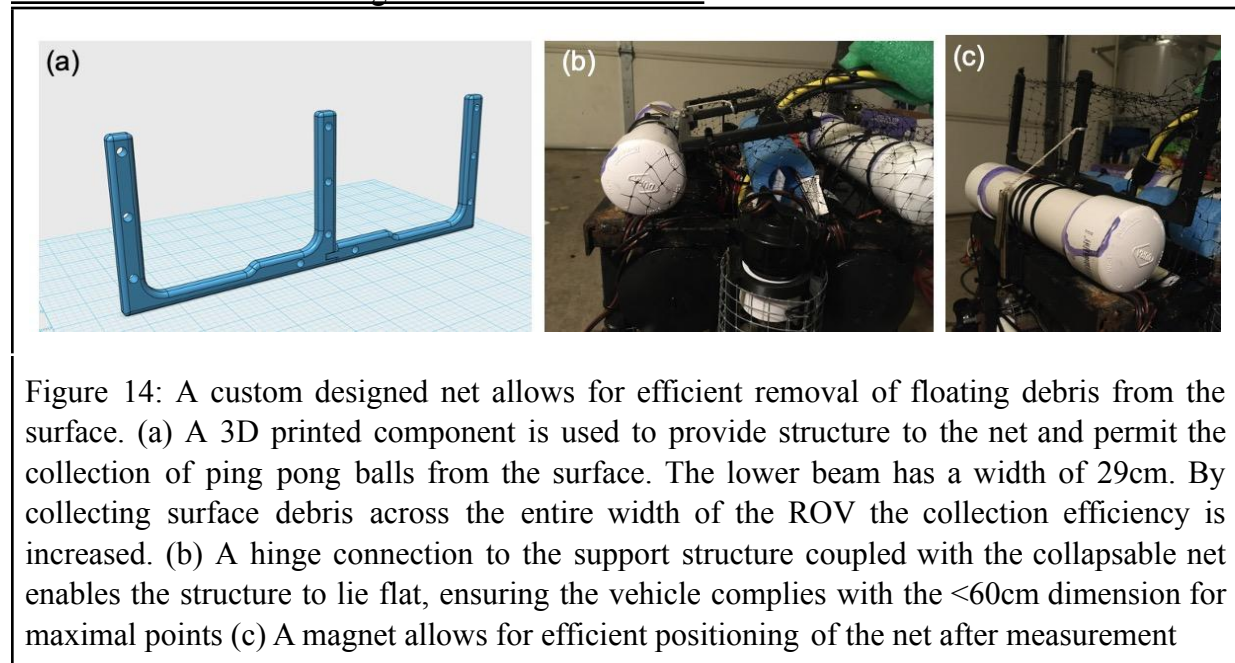 (a)
(b)
(c)
Figure 14: A custom designed net allows for efficient removal of floating debris from the
surface. (a) A 3D printed component is used to provide structure to the net and permit the
collection of ping pong balls from the surface. The lower beam has a width of 29cm. By
collecting surface debris across the entire width of the ROV the collection efficiency is
increased. (b) A hinge connection to the support structure coupled with the collapsable net
enables the structure to lie flat, ensuring the vehicle complies with the <60cm dimension for
maximal points (c) A magnet allows for efficient positioning of the net after measurement